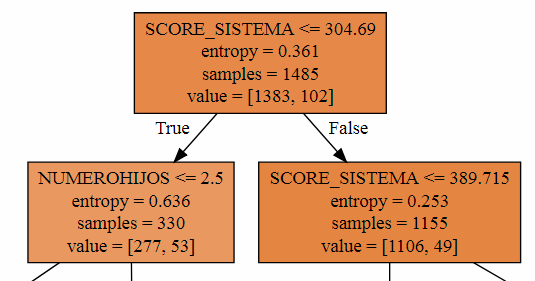 SCORE_SISTEMA <= 304.69
entropy = 0.361
samples = 1485
value = [1383, 102]
True
False
NUMEROHIJOS <= 2.5
entropy = 0.636
samples = 330
value = [277, 53]
SCORE_SISTEMA <= 389.715
entropy = 0.253
samples = 1155
value = [1106, 49]